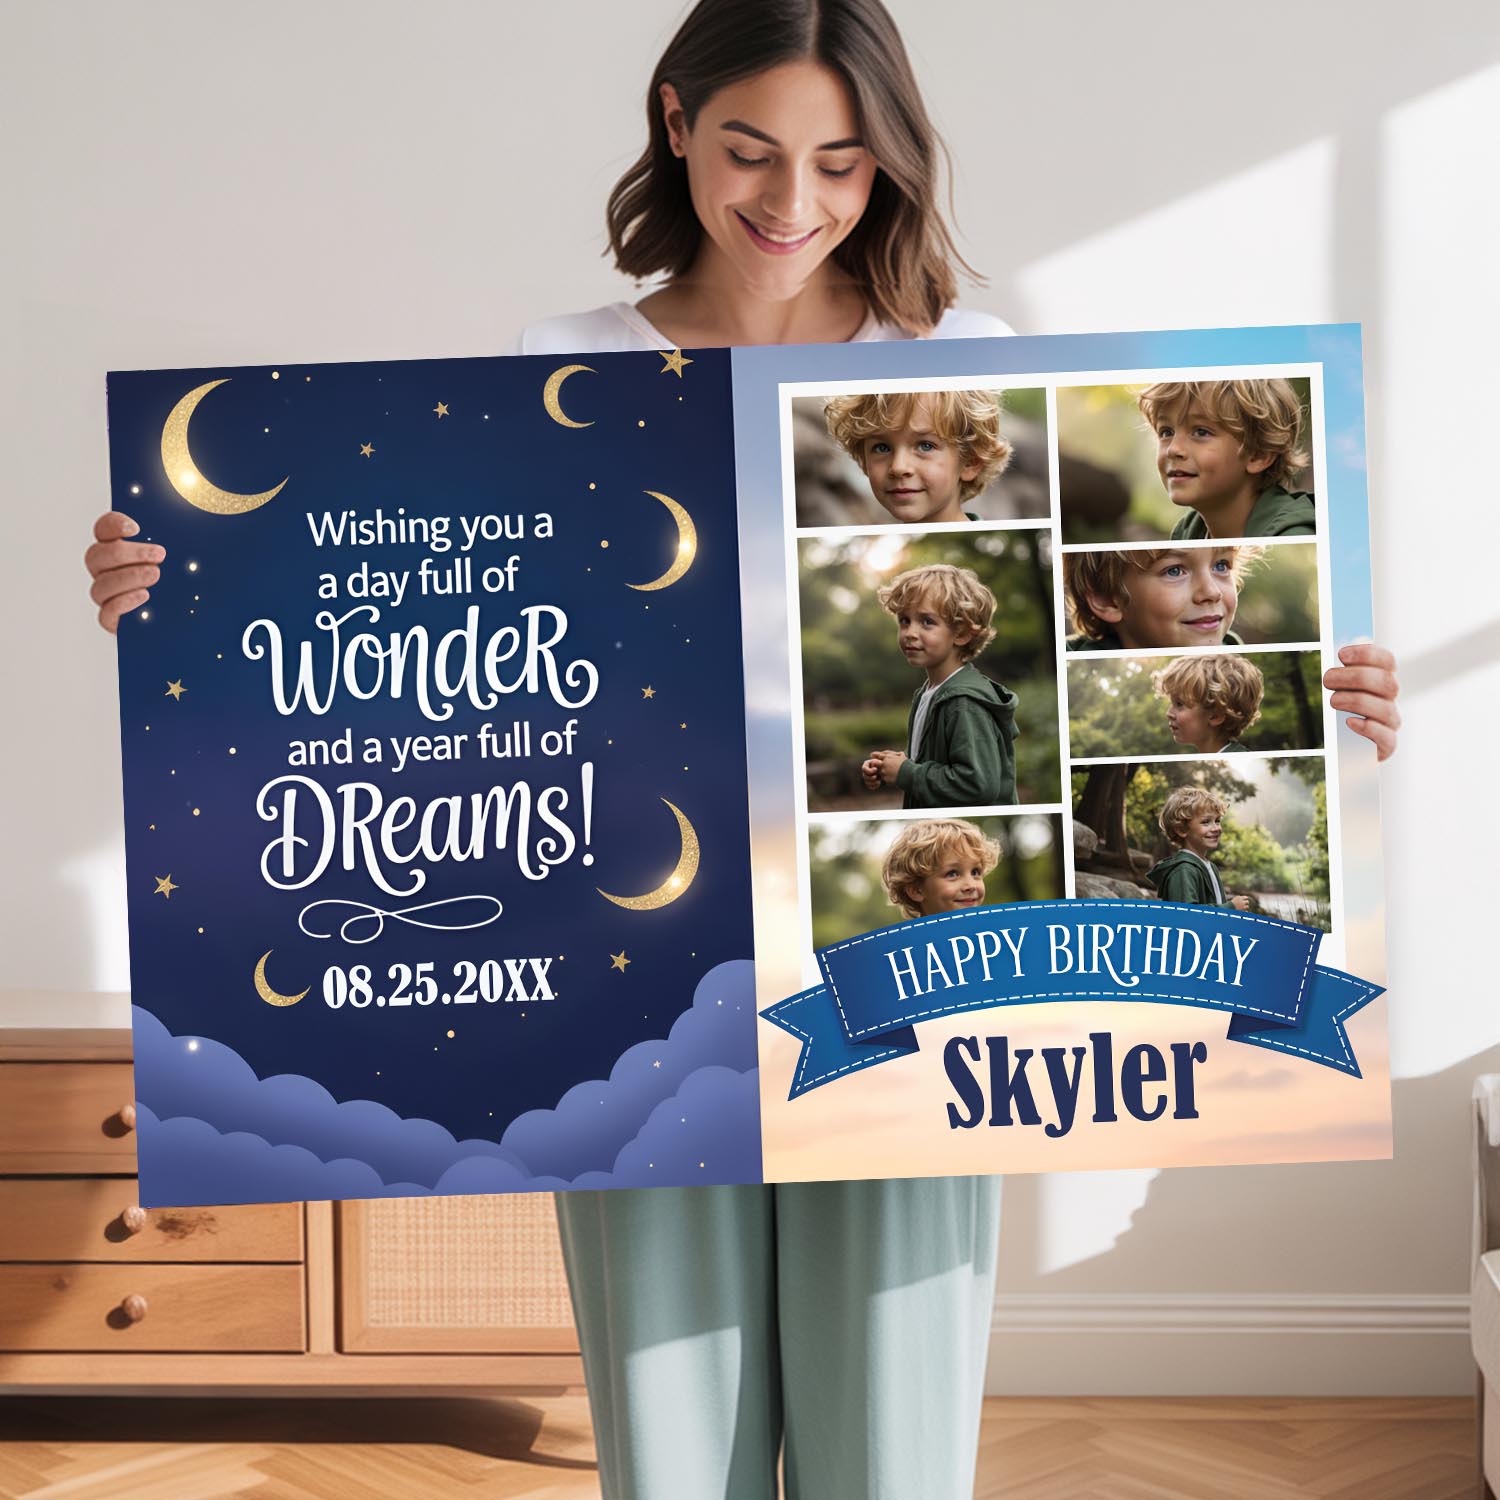 Wishing you a
a day full of
WondeR
and a year full of
DReams!
08.25.20XX
HAPPY BIRTHDAY
Skyler